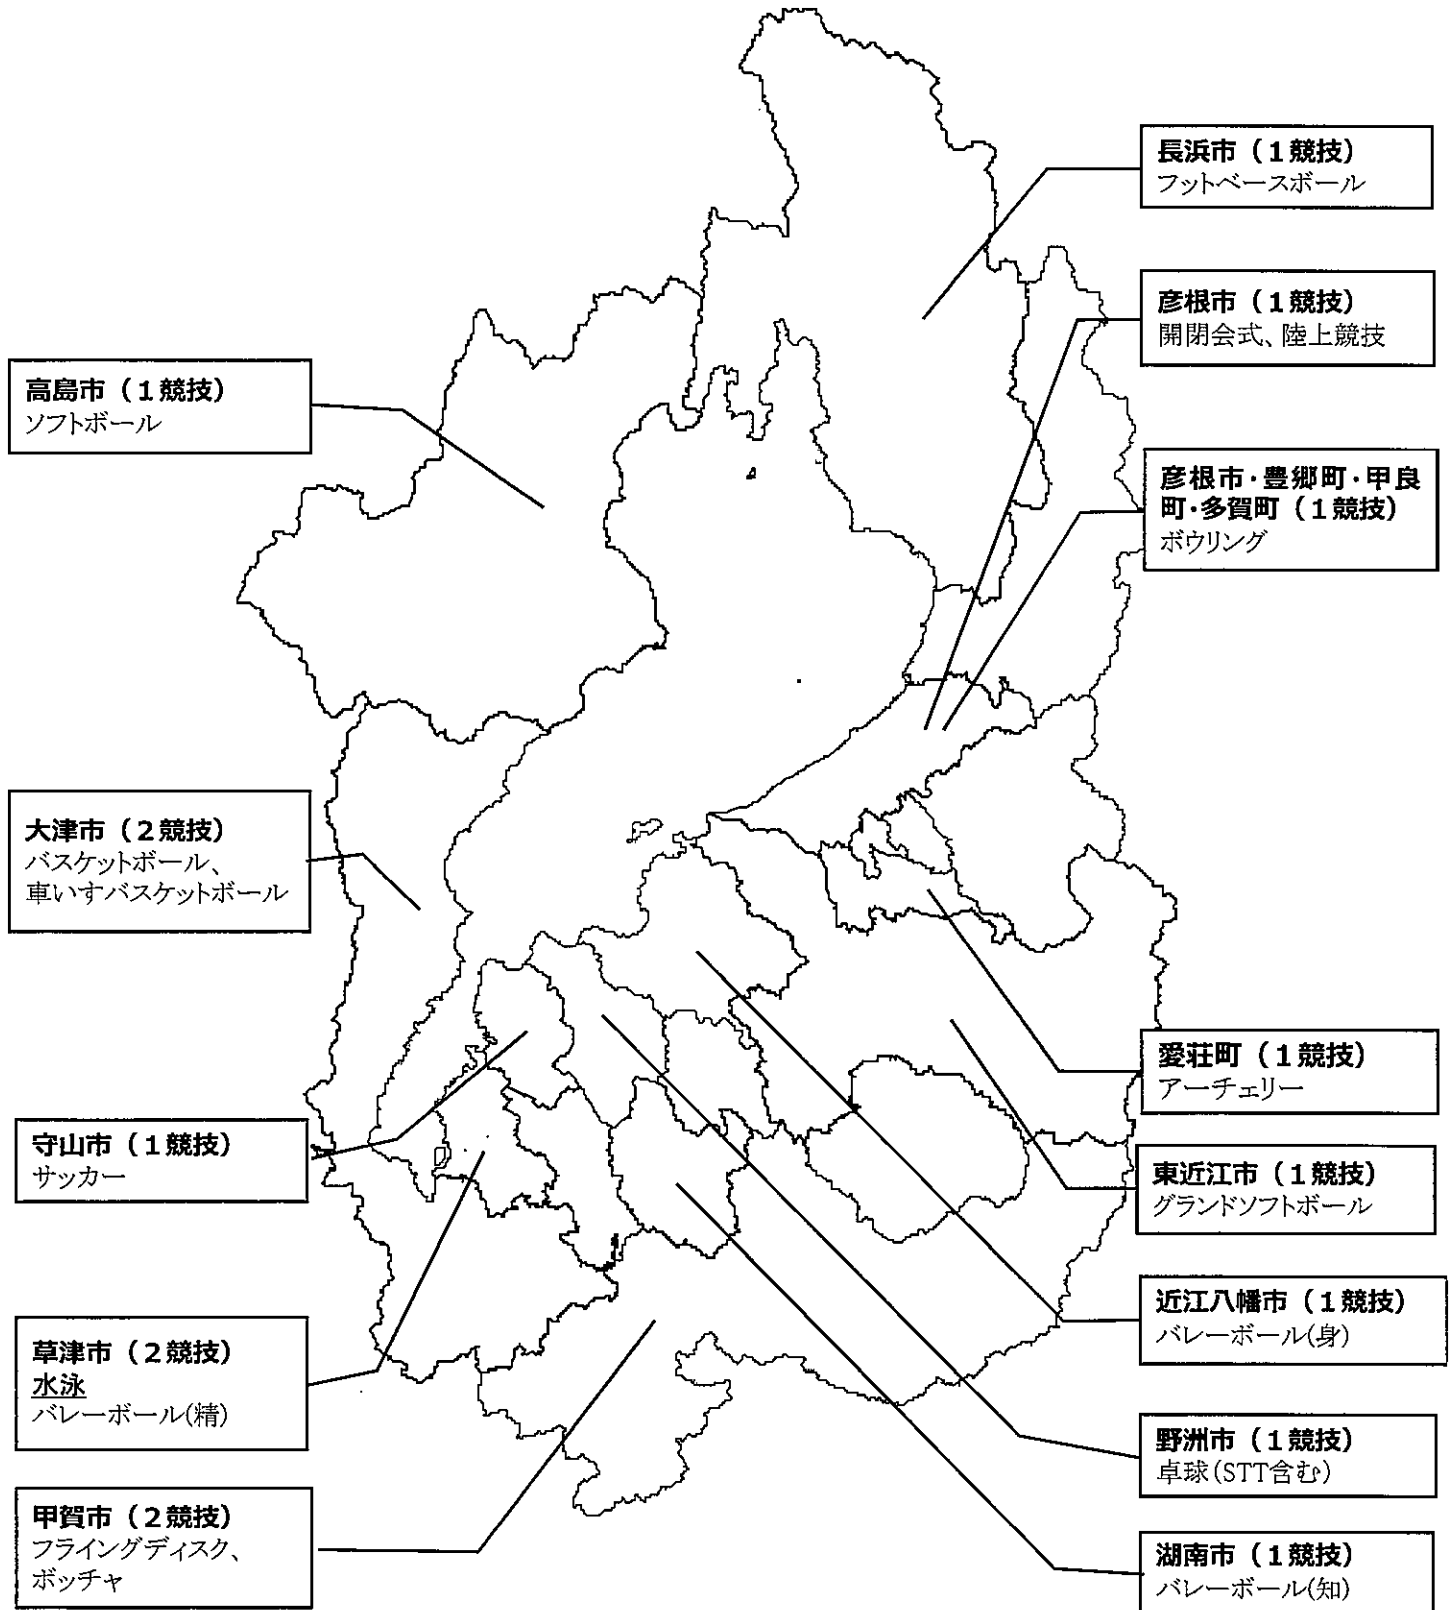 長浜市（１競技）
フットベースボール
彦根市（１競技）
開閉会式、陸上競技
高島市（１競技）
ソフトボール
彦根市・豊郷町・甲良
町・多賀町（１競技）
ボウリング
大津市（２競技）
バスケットボール、
車いすバスケットボール
愛荘町（１競技）
アーチェリー
守山市（１競技）
サッカー
東近江市（１競技）
グランドソフトボール
近江八幡市（１競技）
バレーボール(身)
草津市（２競技）
水泳
バレーボール(精)
野洲市（１競技）
卓球（STT含む）
甲賀市（２競技）
フライングディスク、
ボッチャ
湖南市（１競技）
バレーボール(知)